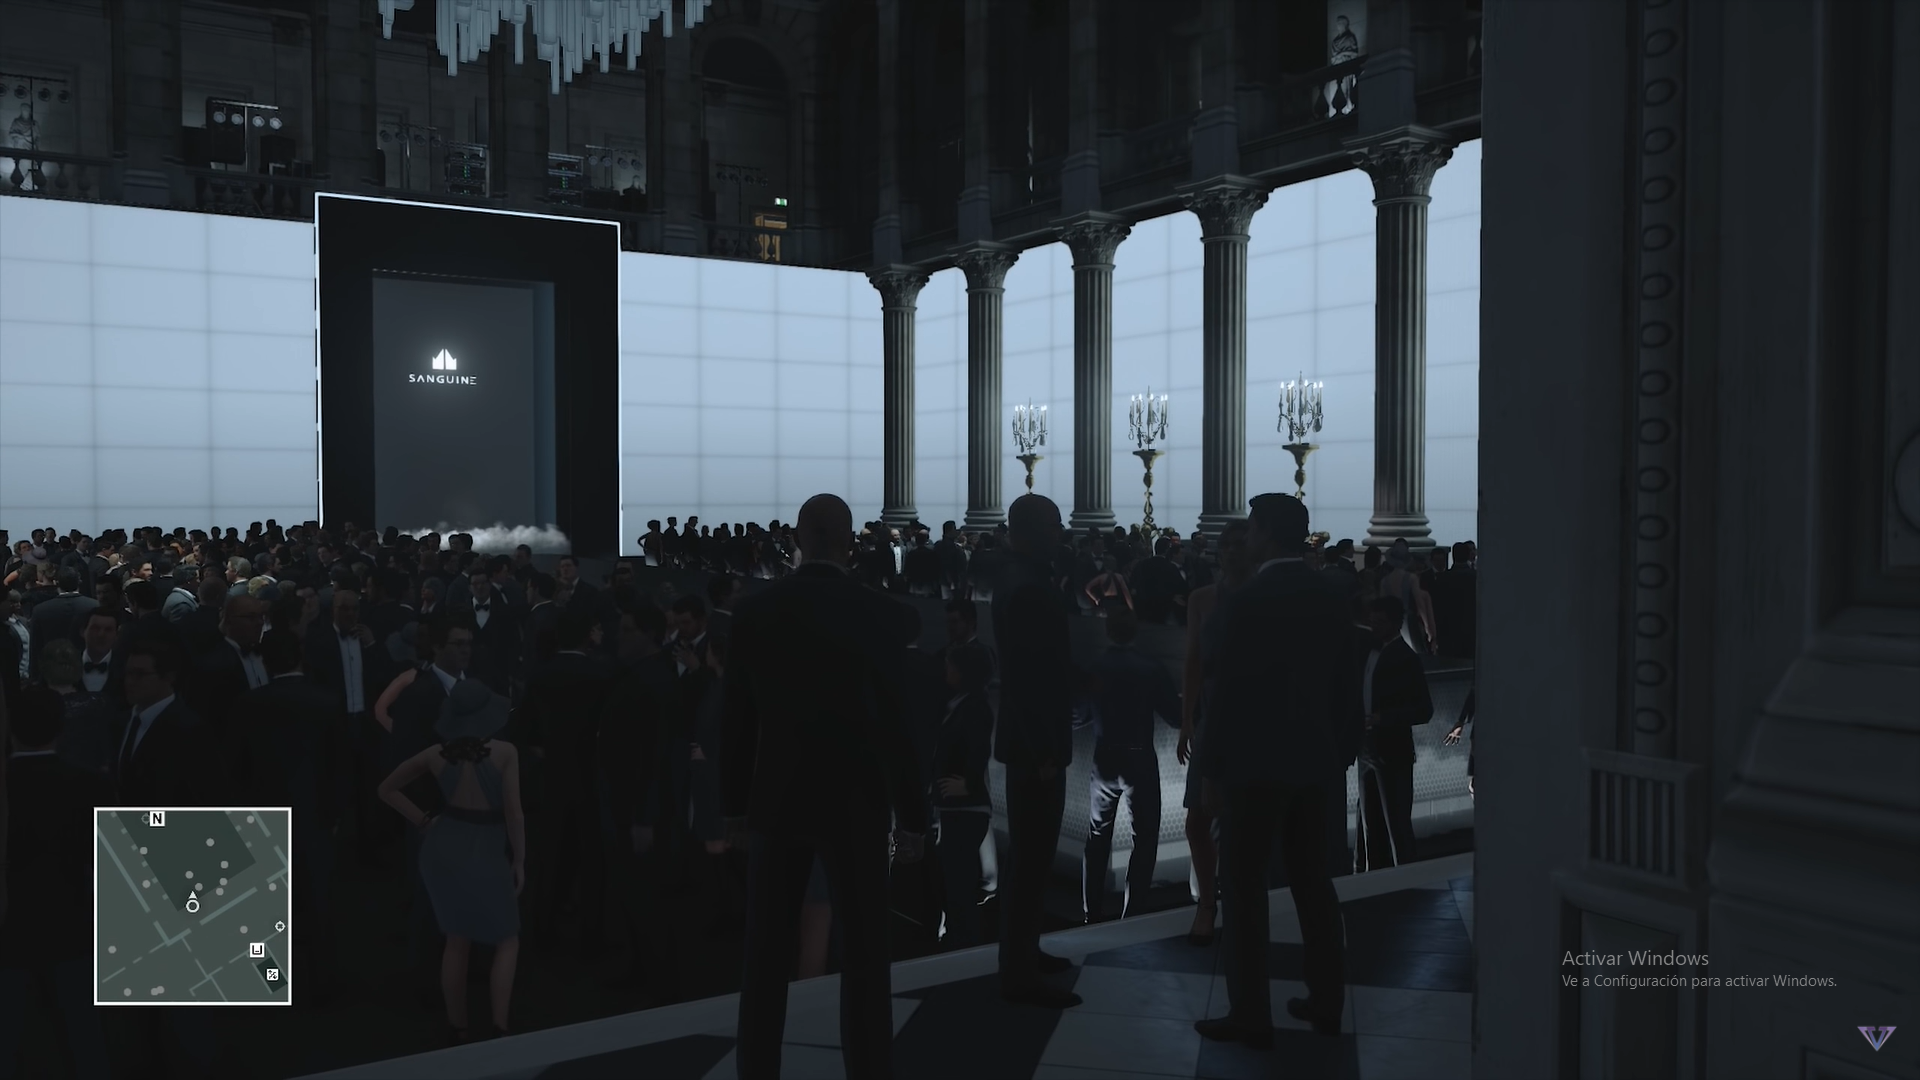 SANGUINE
N
Activar Windows
Ve a Configuración para activar Windows.